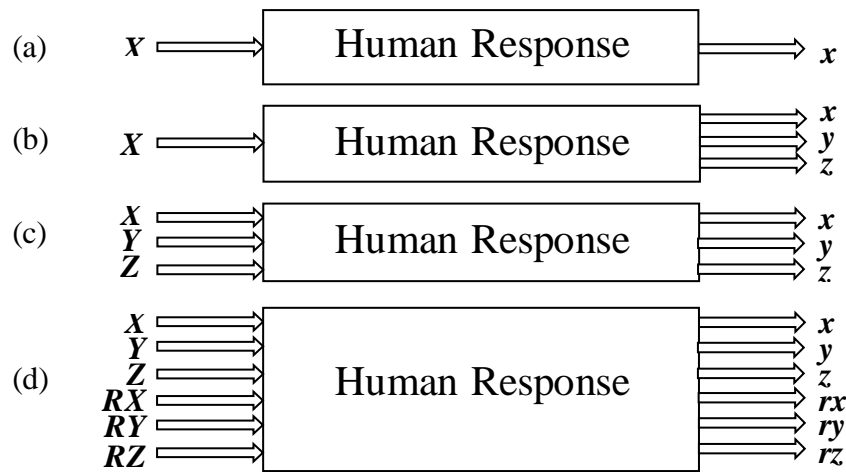 (a) X Human Response x
(b) X Human Response x
y
z
(c) X Human Response x
Y y
Z z
(d) X Human Response x
Y y
Z z
RX rx
RY ry
RZ rz